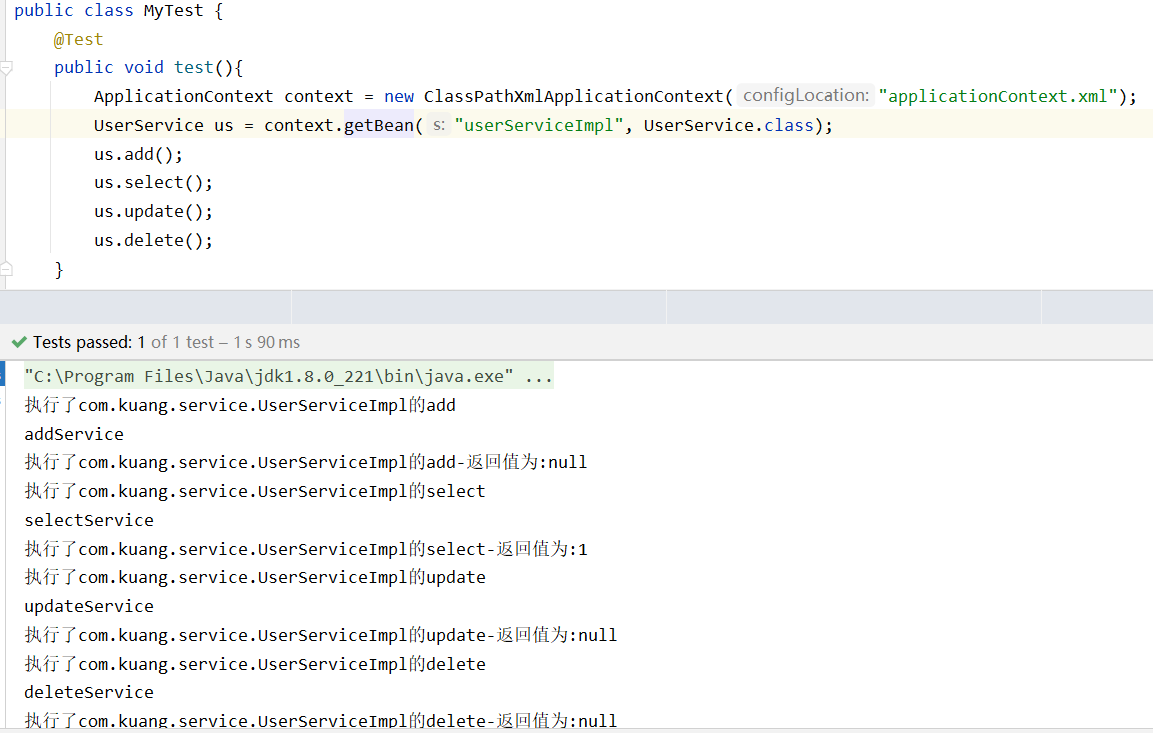 public class MyTest {
@Test
public void test(){
ApplicationContext context = new ClassPathXmlApplicationContext( configLocation: "applicationContext.xml");
UserService us = context.getBean( s: "userServiceImpl", UserService.class);
us.add();
us.select();
us.update();
us.delete();
}
Tests passed: 1 of 1 test – 1 s 90 ms
"C:\Program Files\Java\jdk1.8.0_221\bin\java.exe" ...
执行了com.kuang.service.UserServiceImpl的add
addService
执行了com.kuang.service.UserServiceImpl的add-返回值为:null
执行了com.kuang.service.UserServiceImpl的select
selectService
执行了com.kuang.service.UserServiceImpl的select-返回值为:1
执行了com.kuang.service.UserServiceImpl的update
updateService
执行了com.kuang.service.UserServiceImpl的update-返回值为:null
执行了com.kuang.service.UserServiceImpl的delete
deleteService
执行了com.kuang.service.UserServiceImpl的delete-返回值为:null